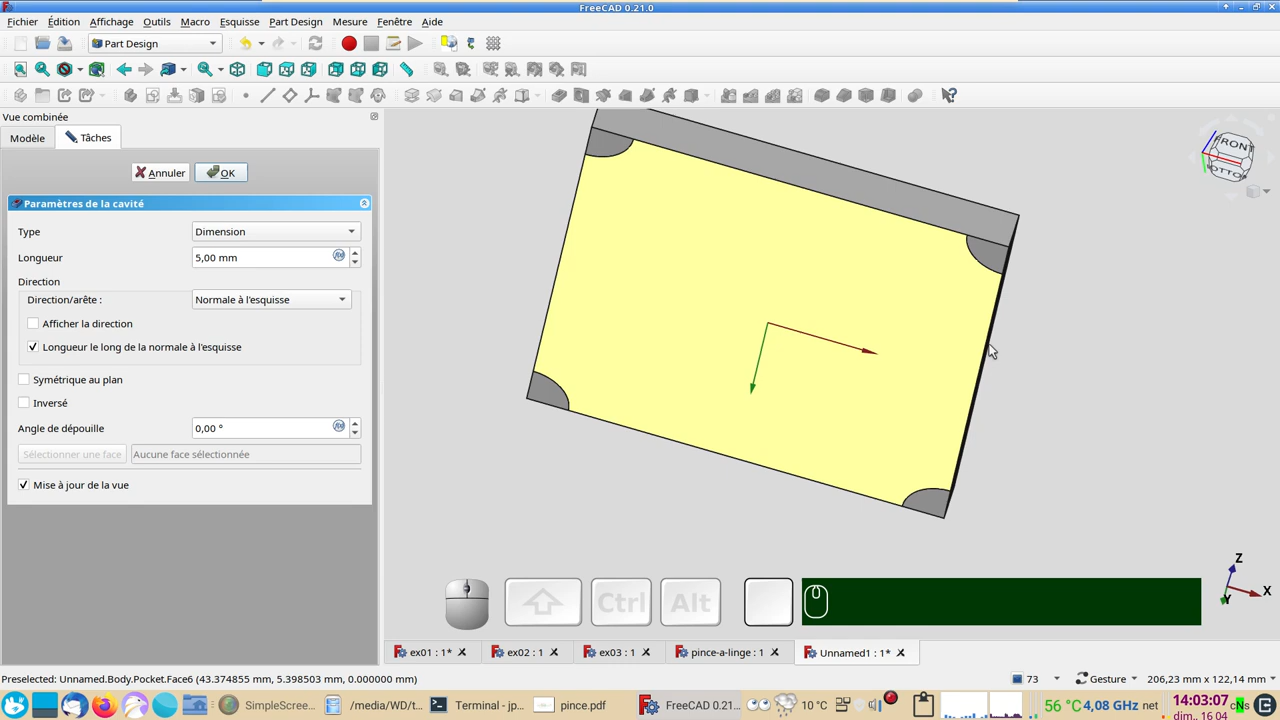 FreeCAD 0.21.0
Fichier Édition Affichage Outils Macro Esquisse Part Design Mesure Fenêtre Aide
Part Design
Vue combinée
Modèle Tâches
Annuler OK
Paramètres de la cavité
Type Dimension
Longueur 5,00 mm
Direction
Direction/arête : Normale à l'esquisse
Afficher la direction
Longueur le long de la normale à l'esquisse
Symétrique au plan
Inversé
Angle de dépouille 0,00 °
Sélectionner une face Aucune face sélectionnée
Mise à jour de la vue
FRONT
Z
X
Y
Ctrl Alt
ex01 : 1* ex02 : 1 ex03 : 1 pince-a-linge : 1 Unnamed1 : 1*
Preselected: Unnamed.Body.Pocket.Face6 (43.374855 mm, 5.398503 mm, 0.000000 mm) 73 Gesture 206,23 mm x 122,14 mm
SimpleScree... /media/WD/t... Terminal - jp... pince.pdf FreeCAD 0.21... 10 °C 56 °C 4,08 GHz net 14:03:07
dim.. 16 04